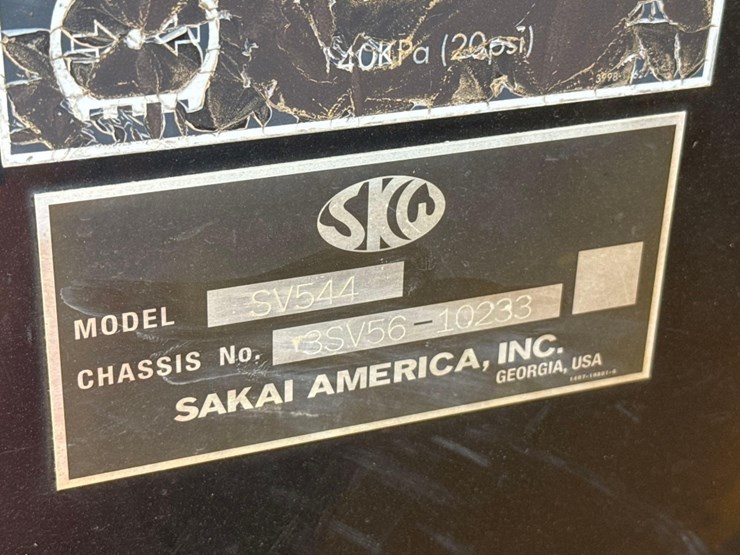 140KPa (20psi)
SKW
MODEL SV544
CHASSIS No. 3SV56-10233
SAKAI AMERICA, INC.
GEORGIA, USA